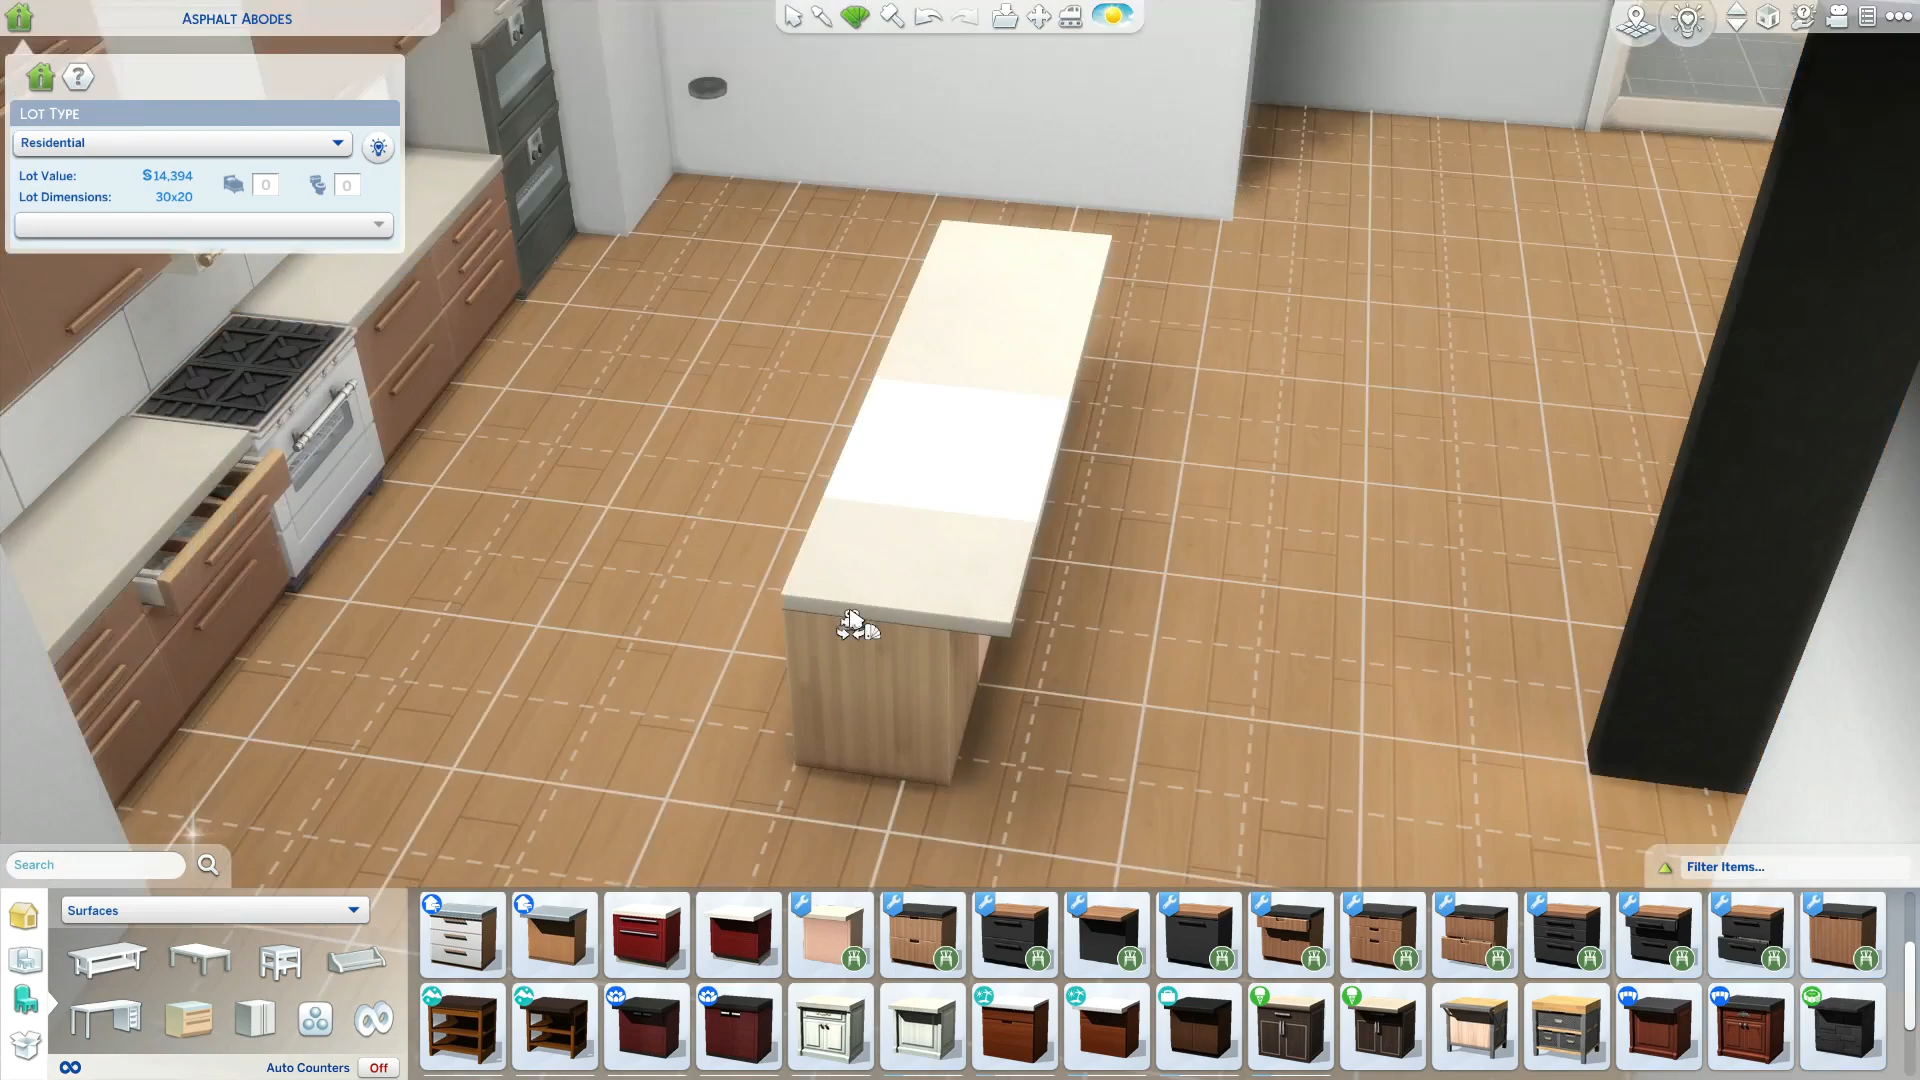 Asphalt Abodes
Lot Type
Residential
Lot Value: §14,394
0
0
Lot Dimensions: 30x20
Search
Filter Items...
Surfaces
Auto Counters Off